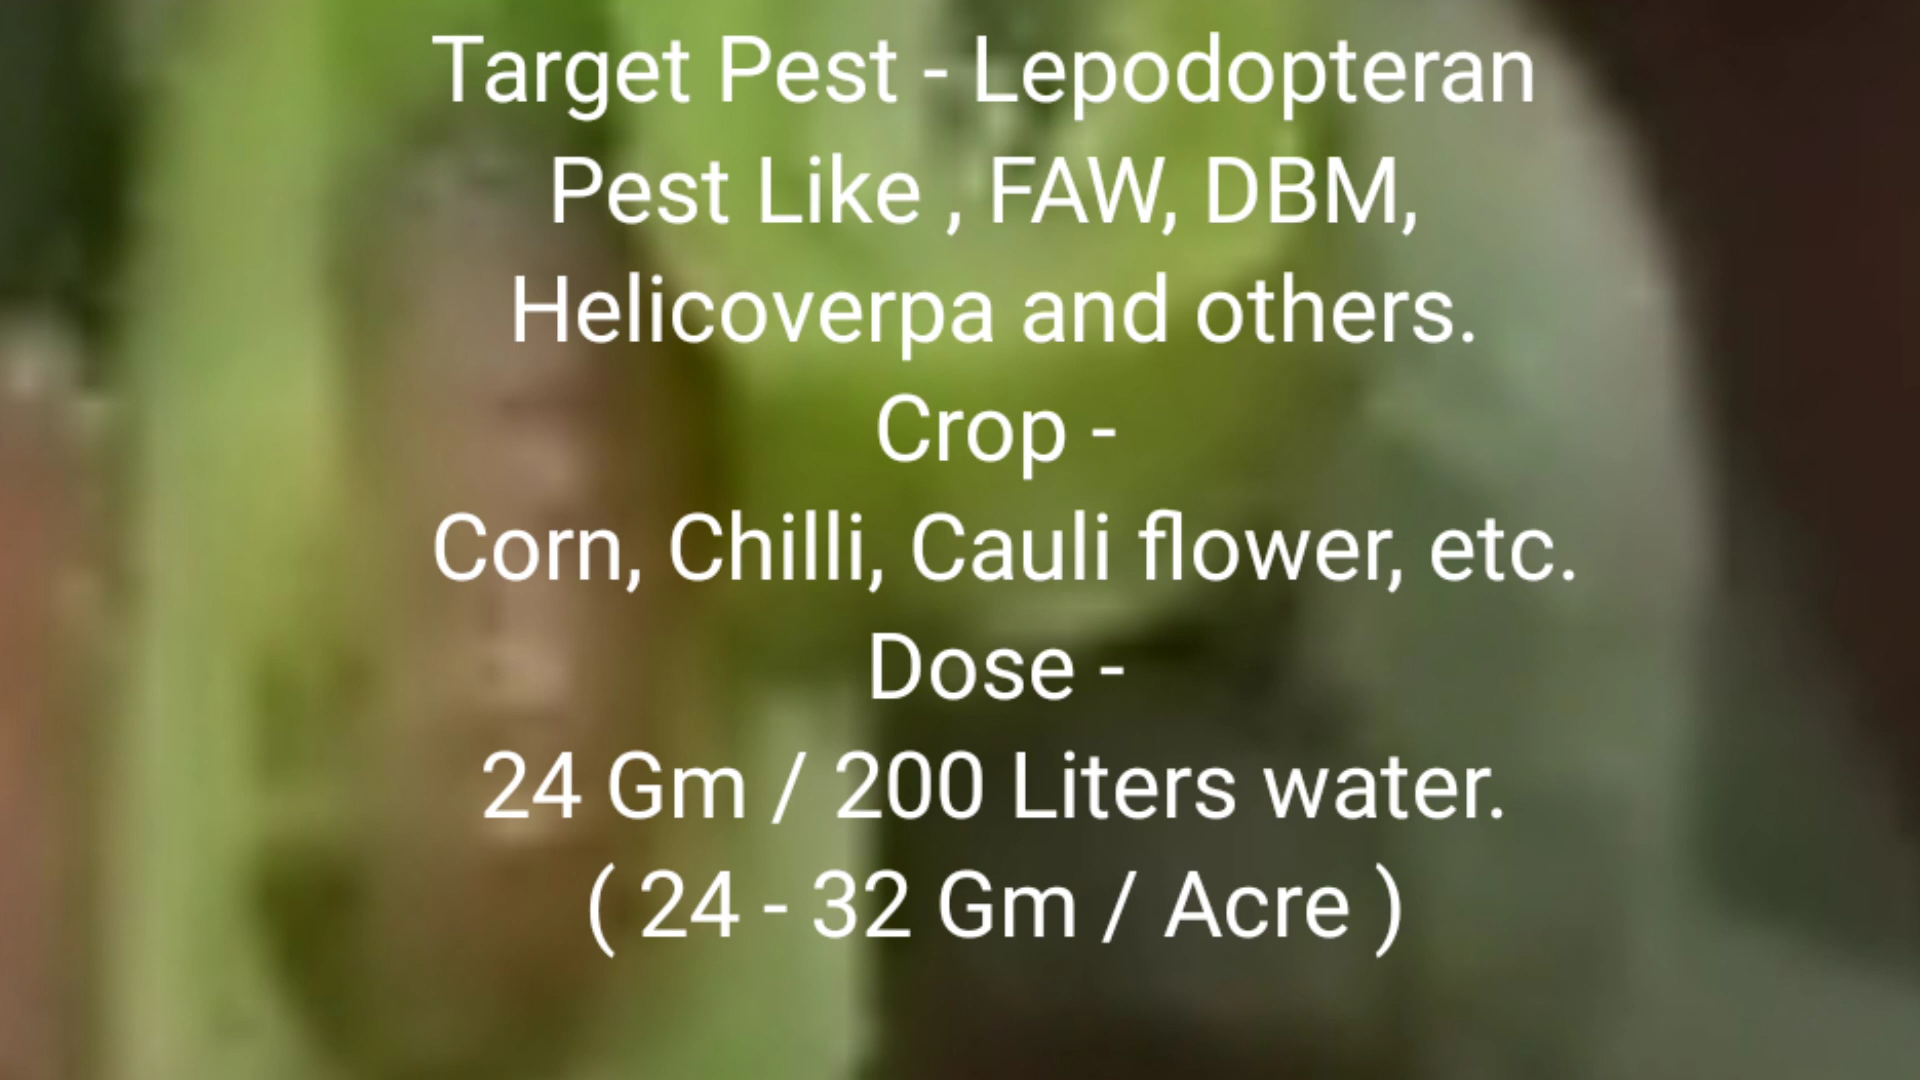 Target Pest - Lepodopteran
Pest Like , FAW, DBM,
Helicoverpa and others.
Crop -
Corn, Chilli, Cauli flower, etc.
Dose -
24 Gm / 200 Liters water.
( 24 - 32 Gm / Acre )